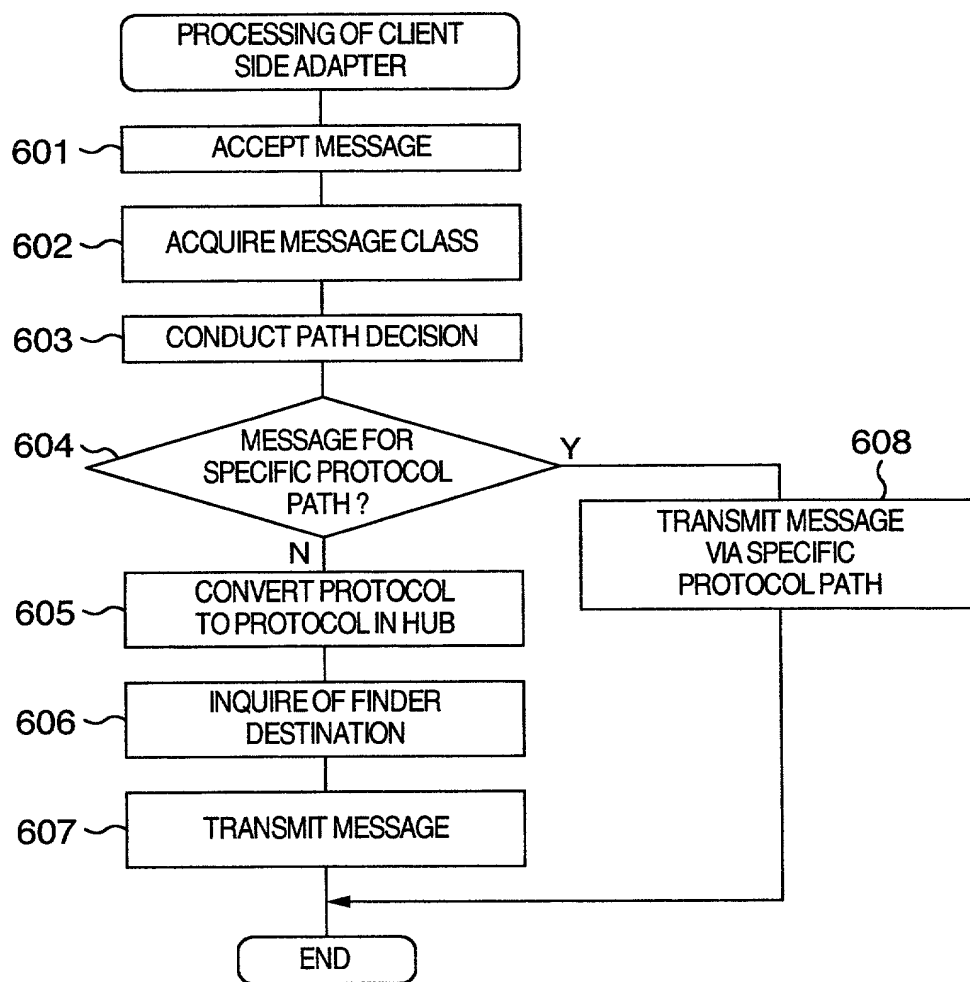 PROCESSING OF CLIENT
SIDE ADAPTER
601
ACCEPT MESSAGE
602
ACQUIRE MESSAGE CLASS
603
CONDUCT PATH DECISION
604
MESSAGE FOR
SPECIFIC PROTOCOL
PATH ?
Y
608
TRANSMIT MESSAGE
VIA SPECIFIC
PROTOCOL PATH
N
605
CONVERT PROTOCOL
TO PROTOCOL IN HUB
606
INQUIRE OF FINDER
DESTINATION
607
TRANSMIT MESSAGE
END